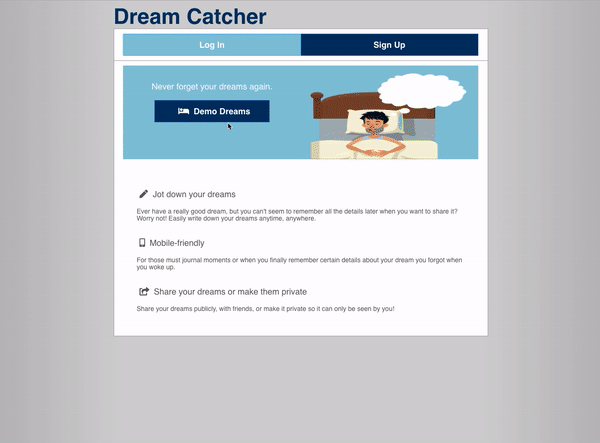 Dream Catcher
Log In
Sign Up
Never forget your dreams again.
Demo Dreams
Jot down your dreams
Ever have a really good dream, but you can't seem to remember all the details later when you want to share it?
Worry not! Easily write down your dreams anytime, anywhere.
Mobile-friendly
For those must journal moments or when you finally remember certain details about your dream you forgot when
you woke up.
Share your dreams or make them private
Share your dreams publicly, with friends, or make it private so it can only be seen by you!